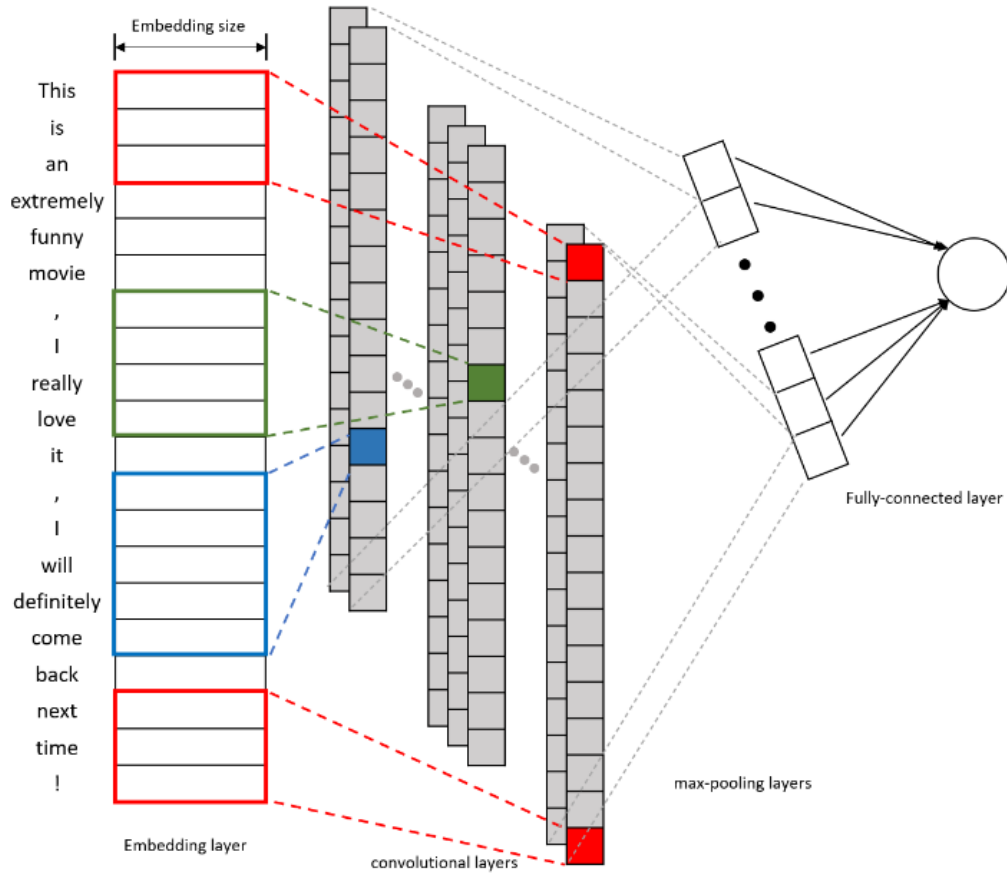 Embedding size
This
is
an
extremely
funny
movie
,
I
really
love
it
,
I
will
definitely
come
back
next
time
!
Embedding layer
convolutional layers
max-pooling layers
Fully-connected layer